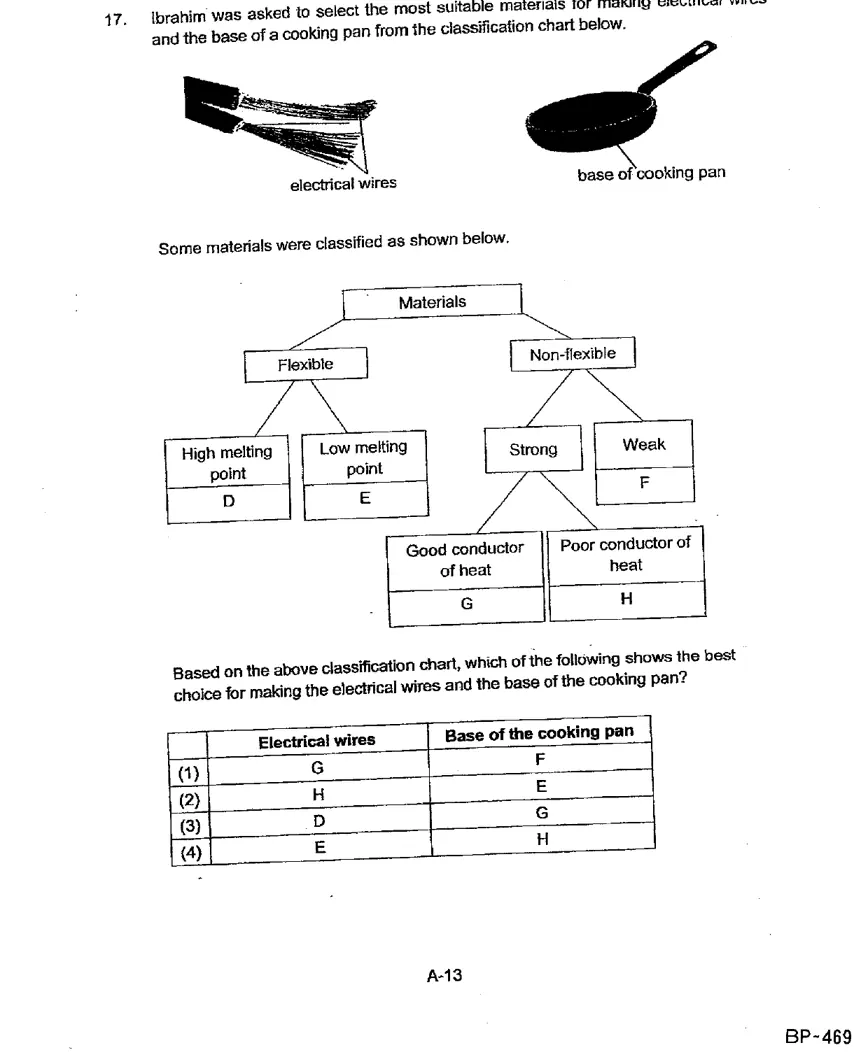 17. Ibrahim was asked to select the most suitable materials for making electrical wires
and the base of a cooking pan from the classification chart below.
electrical wires
base of cooking pan
Some materials were classified as shown below.
Materials
Flexible
Non-flexible
High melting
point
D
Low melting
point
E
Strong
Weak
F
Good conductor
of heat
G
Poor conductor of
heat
H
Based on the above classification chart, which of the following shows the best
choice for making the electrical wires and the base of the cooking pan?
Electrical wires Base of the cooking pan
(1) G F
(2) H E
(3) D G
(4) E H
A-13
BP-469